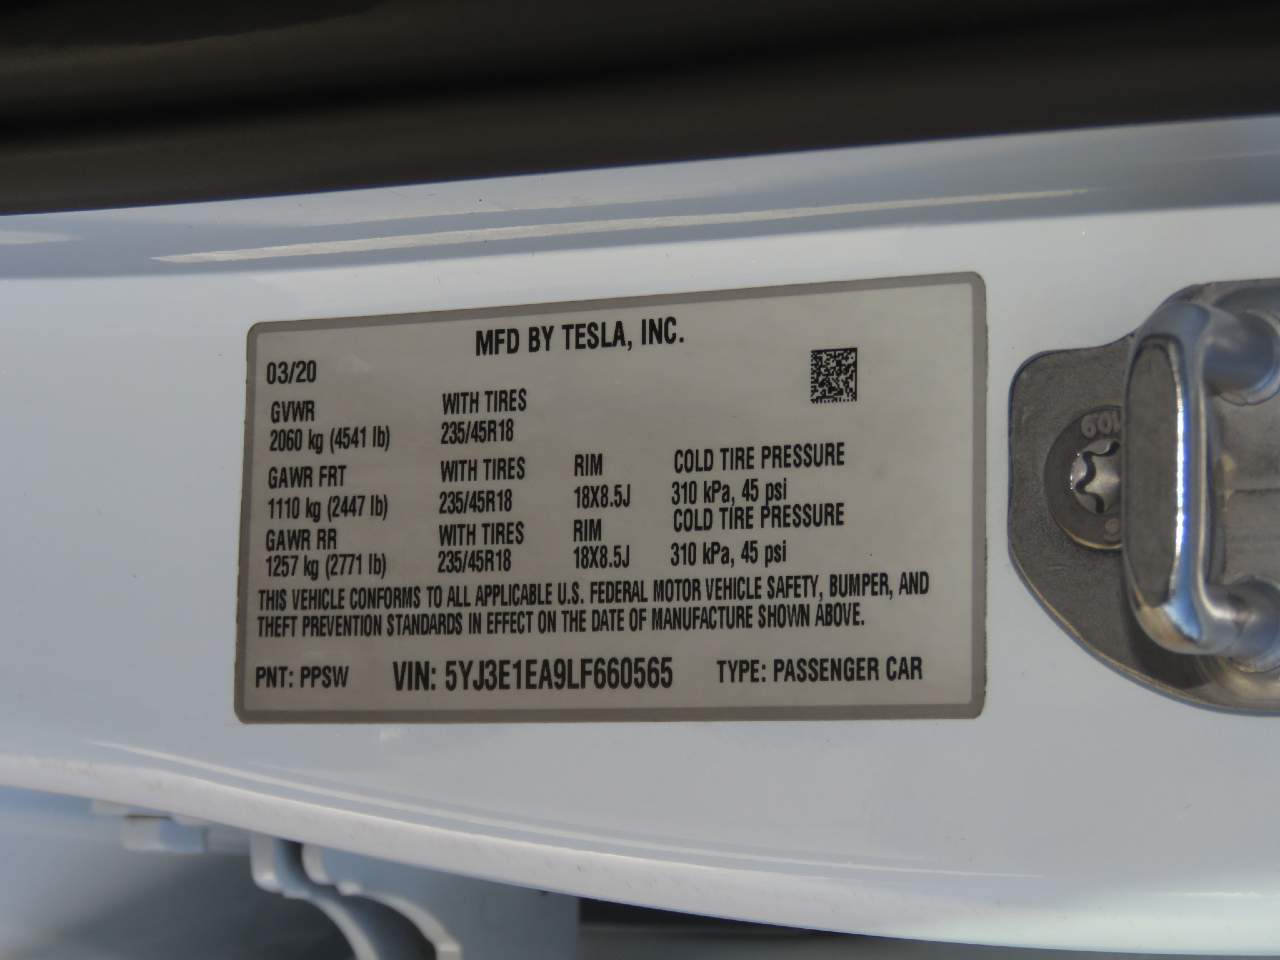 MFD BY TESLA, INC.
03/20
GVWR WITH TIRES
2060 kg (4541 lb) 235/45R18
GAWR FRT WITH TIRES RIM COLD TIRE PRESSURE
1110 kg (2447 lb) 235/45R18 18X8.5J 310 kPa, 45 psi
GAWR RR WITH TIRES RIM COLD TIRE PRESSURE
1257 kg (2771 lb) 235/45R18 18X8.5J 310 kPa, 45 psi
THIS VEHICLE CONFORMS TO ALL APPLICABLE U.S. FEDERAL MOTOR VEHICLE SAFETY, BUMPER, AND
THEFT PREVENTION STANDARDS IN EFFECT ON THE DATE OF MANUFACTURE SHOWN ABOVE.
PNT: PPSW VIN: 5YJ3E1EA9LF660565 TYPE: PASSENGER CAR